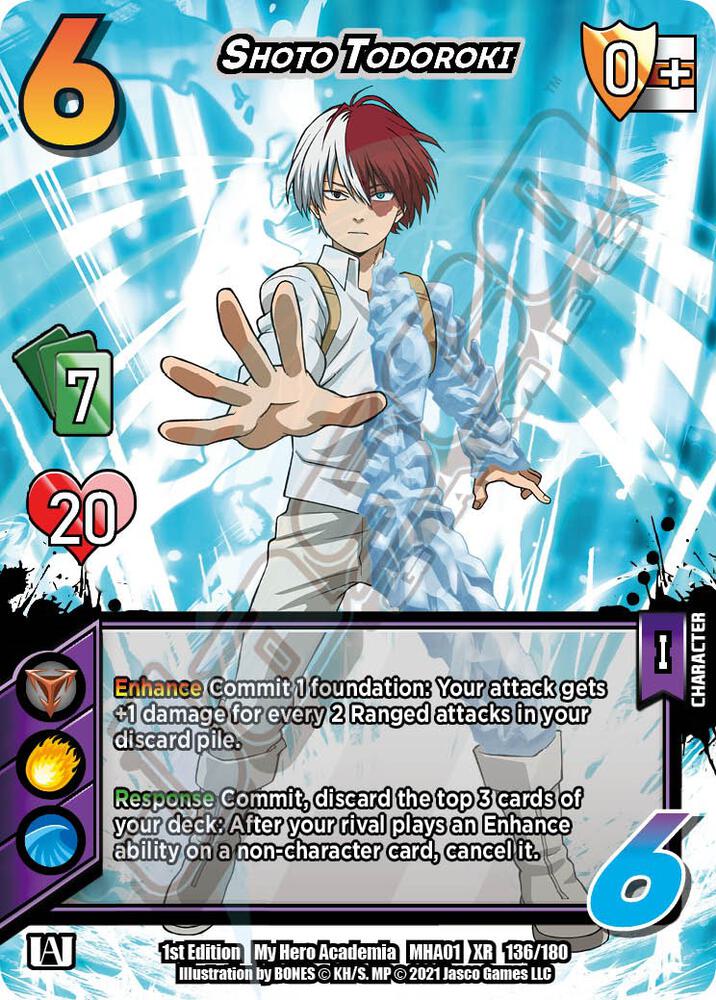 6
SHOTO TODOROKI
0 +
7
20
I
CHARACTER
Enhance Commit 1 foundation: Your attack gets
+1 damage for every 2 Ranged attacks in your
discard pile.
Response Commit, discard the top 3 cards of
your deck: After your rival plays an Enhance
ability on a non-character card, cancel it.
6
UA
1st Edition My Hero Academia MHA01 XR 136/180
Illustration by BONES © KH/S. MP © 2021 Jasco Games LLC